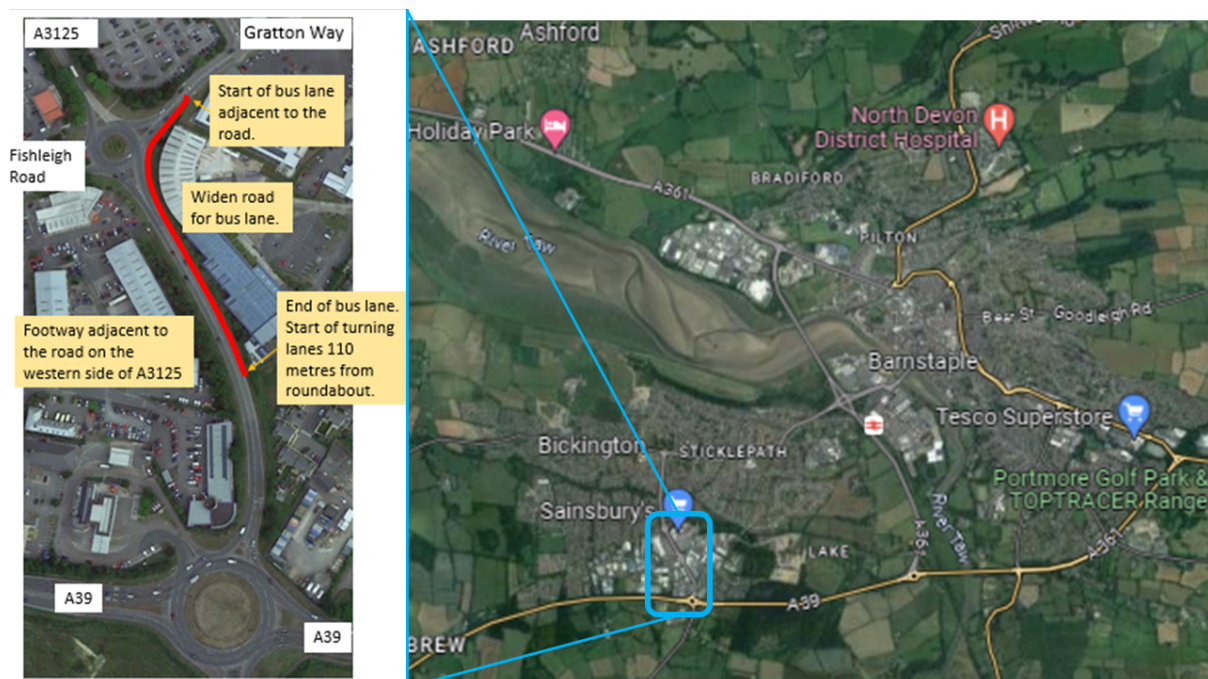 A3125
Gratton Way
Start of bus lane
adjacent to the
road.
Fishleigh
Road
Widen road
for bus lane.
End of bus lane.
Start of turning
lanes 110
metres from
roundabout.
Footway adjacent to
the road on the
western side of A3125
A39
A39
ASHFORD
Ashford
Holiday Park
North Devon
District Hospital
A361
BRADIFORD
River Taw
PILTON
Bear St
Goodleigh Rd
Barnstaple
Tesco Superstore
Bickington
STICKLEPATH
Portmore Golf Park &
TOPTRACER Range
Sainsbury's
River Taw
A361
A361
LAKE
A39
BREW